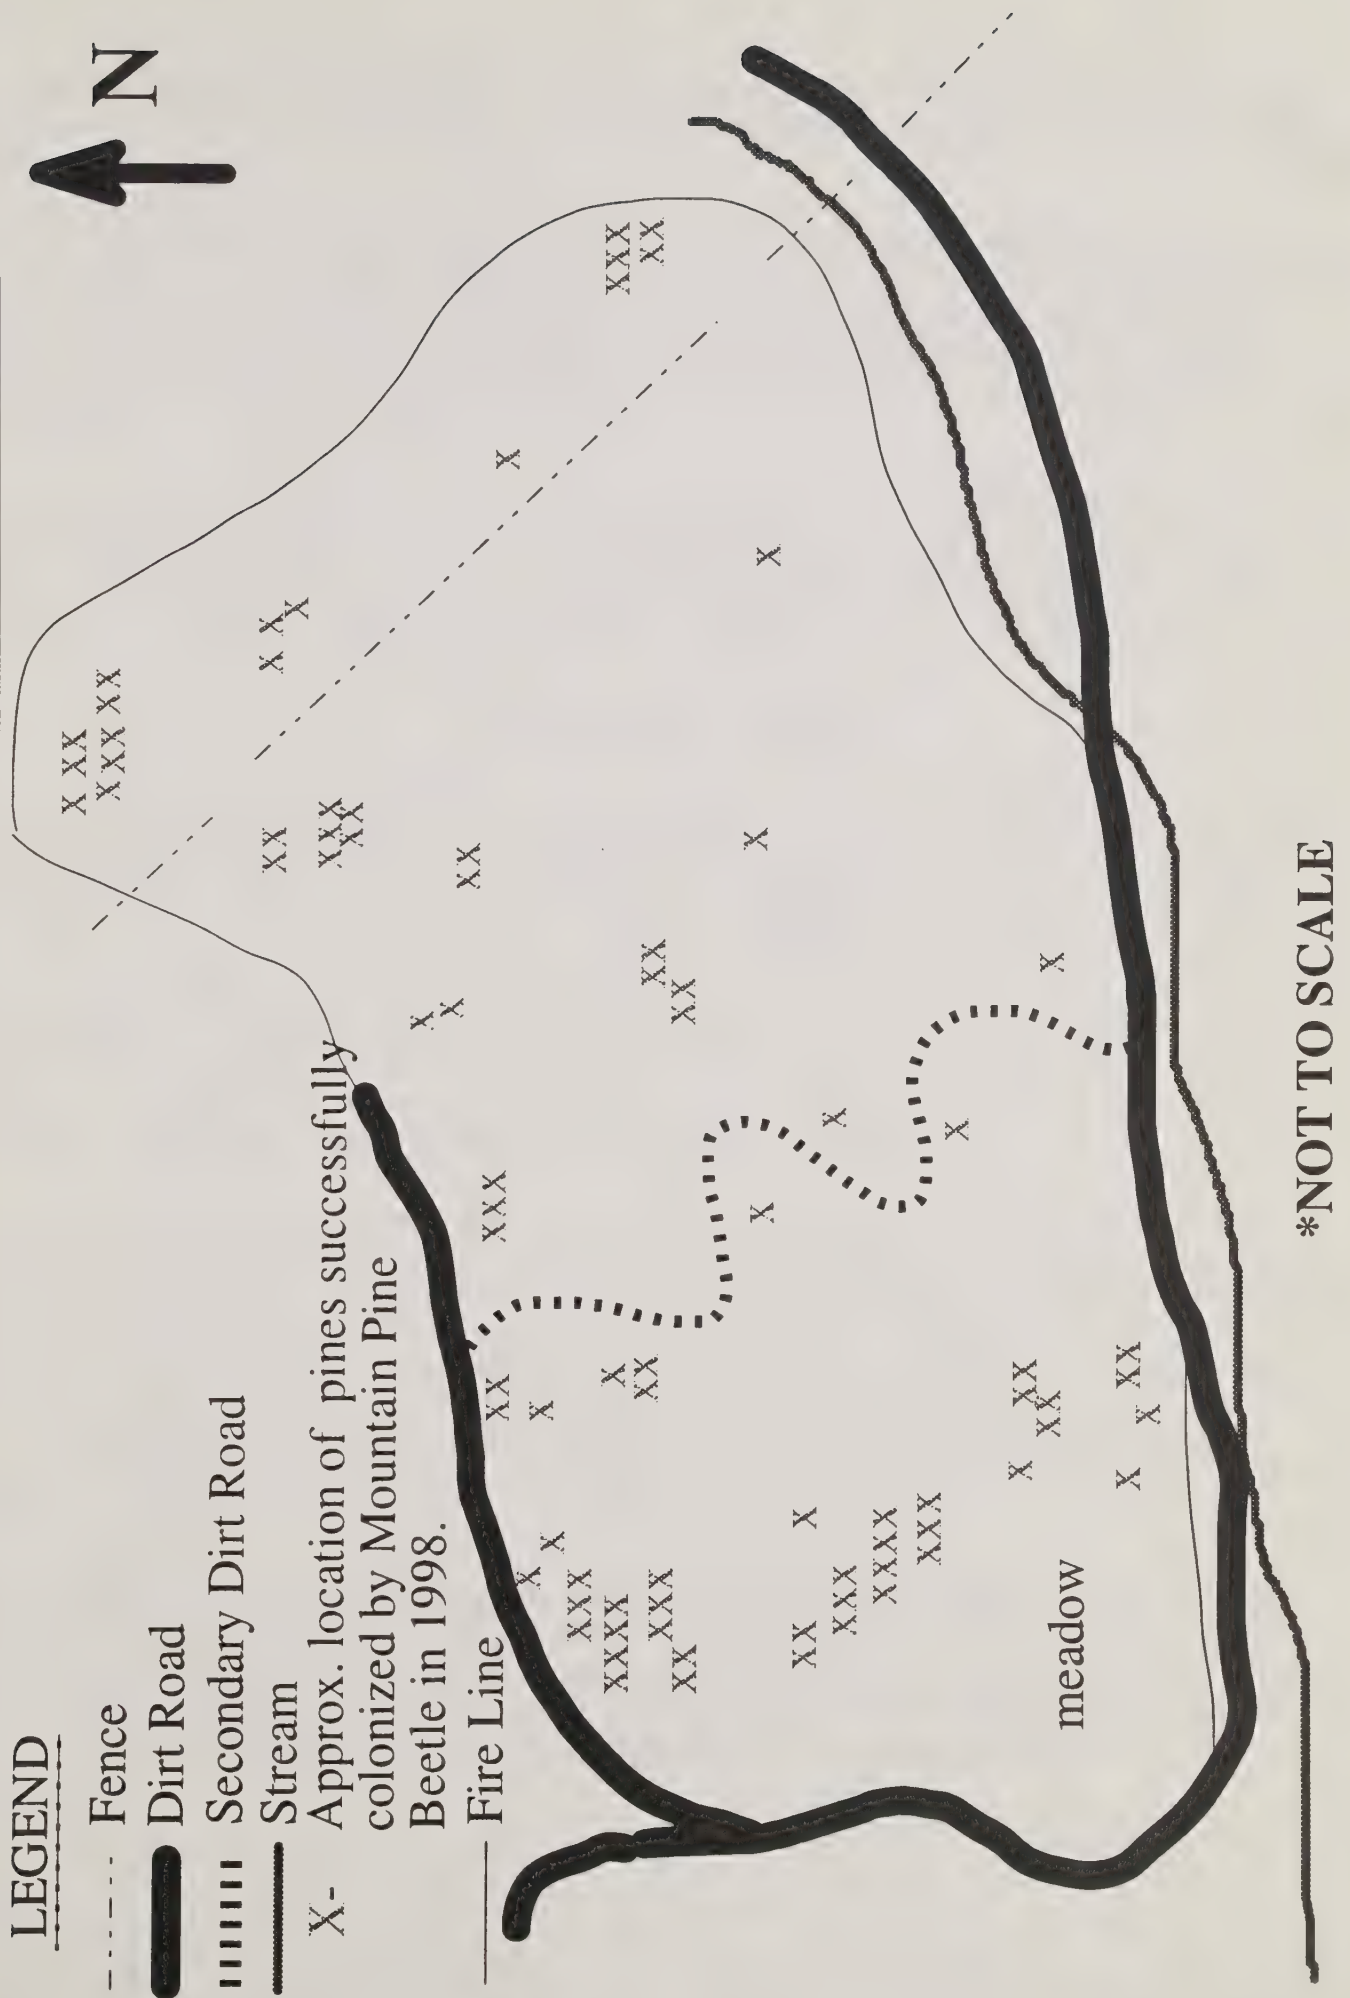 N
LEGEND
Fence
Dirt Road
Secondary Dirt Road
Stream
X- Approx. location of pines successfully
colonized by Mountain Pine
Beetle in 1998.
Fire Line
meadow
*NOT TO SCALE